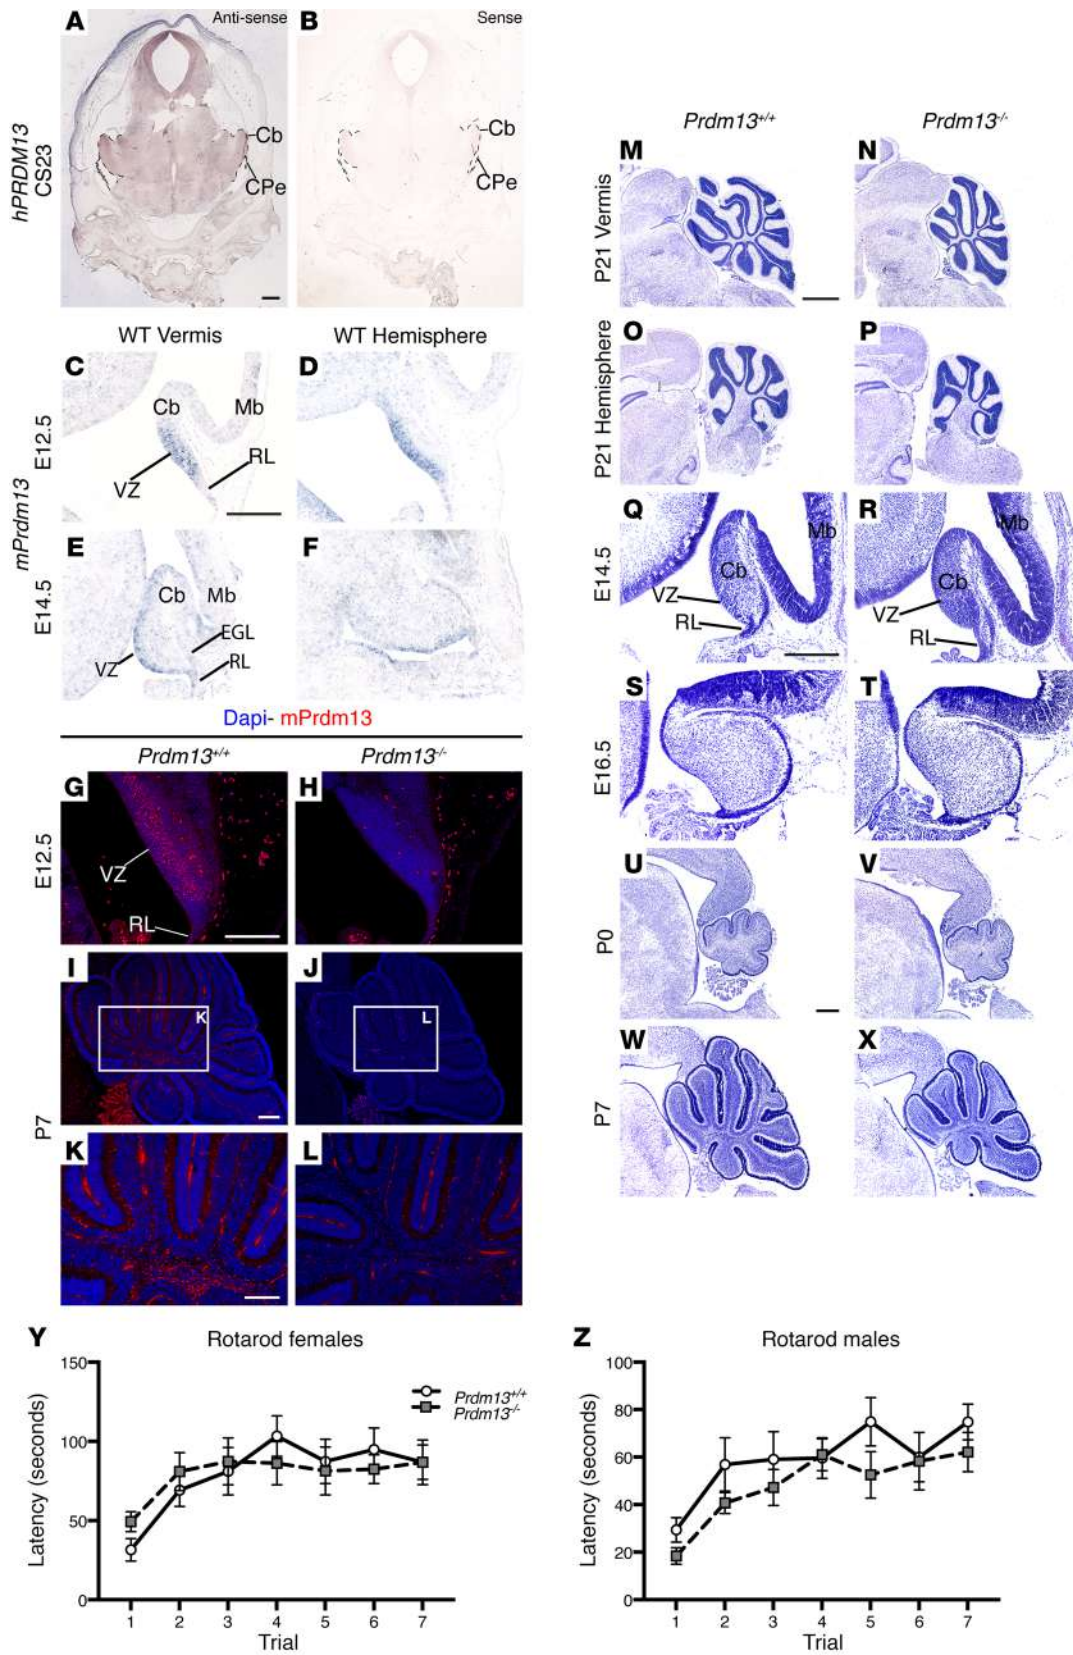 A
Anti-sense
B
Sense
hPRDM13
CS23
Cb
CPe
Cb
CPe
WT Vermis
WT Hemisphere
mPrdm13
E12.5
C
Cb
Mb
VZ
RL
D
E14.5
E
Cb
Mb
EGL
VZ
RL
F
Dapi- mPrdm13
Prdm13+/+
Prdm13-/-
E12.5
G
VZ
RL
H
P7
I
K
J
L
K
L
Prdm13+/+
Prdm13-/-
P21 Vermis
M
N
P21 Hemisphere
O
P
E14.5
Q
Mb
Cb
VZ
RL
R
Mb
Cb
VZ
RL
E16.5
S
T
P0
U
V
P7
W
X
Y
Rotarod females
Latency (seconds)
150
100
50
0
Prdm13+/+
Prdm13-/-
1 2 3 4 5 6 7
Trial
Z
Rotarod males
Latency (seconds)
100
80
60
40
20
0
1 2 3 4 5 6 7
Trial